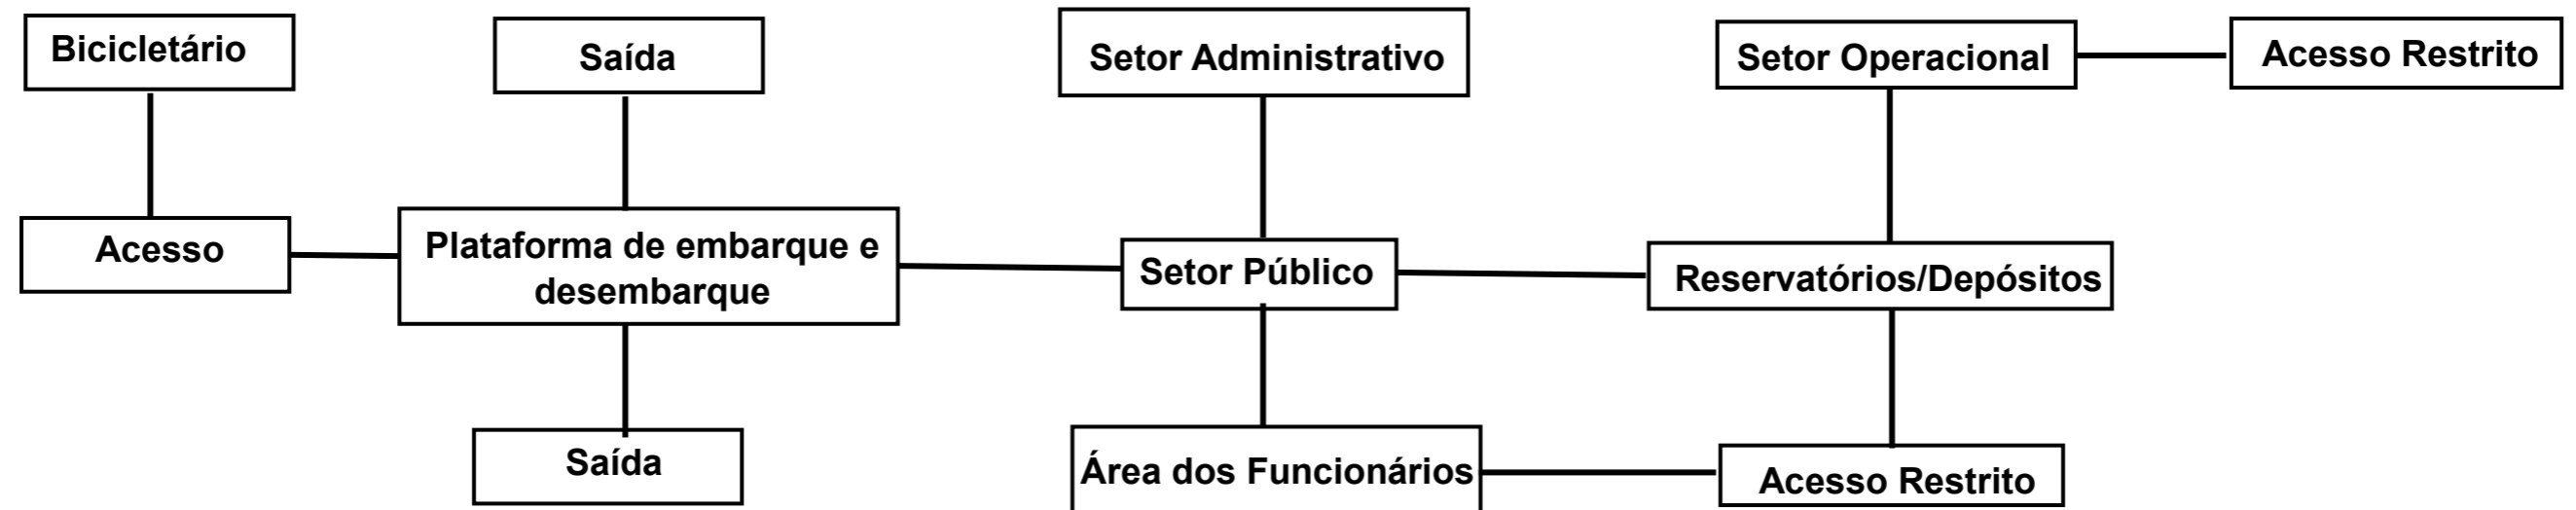 Bicicletário
Saída
Setor Administrativo
Setor Operacional
Acesso Restrito
Acesso
Plataforma de embarque e
desembarque
Setor Público
Reservatórios/Depósitos
Saída
Área dos Funcionários
Acesso Restrito